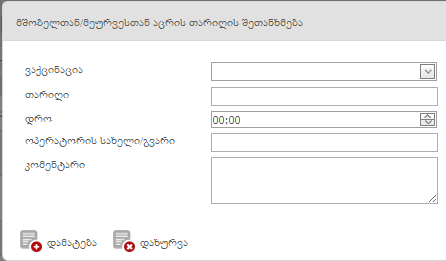 მშობელთან/მეურვესთან აცრის თარიღის შეთანხმება
ვაქცინაცია
თარიღი
დრო 00:00
ოპერატორის სახელი/გვარი
კომენტარი
დამატება დახურვა